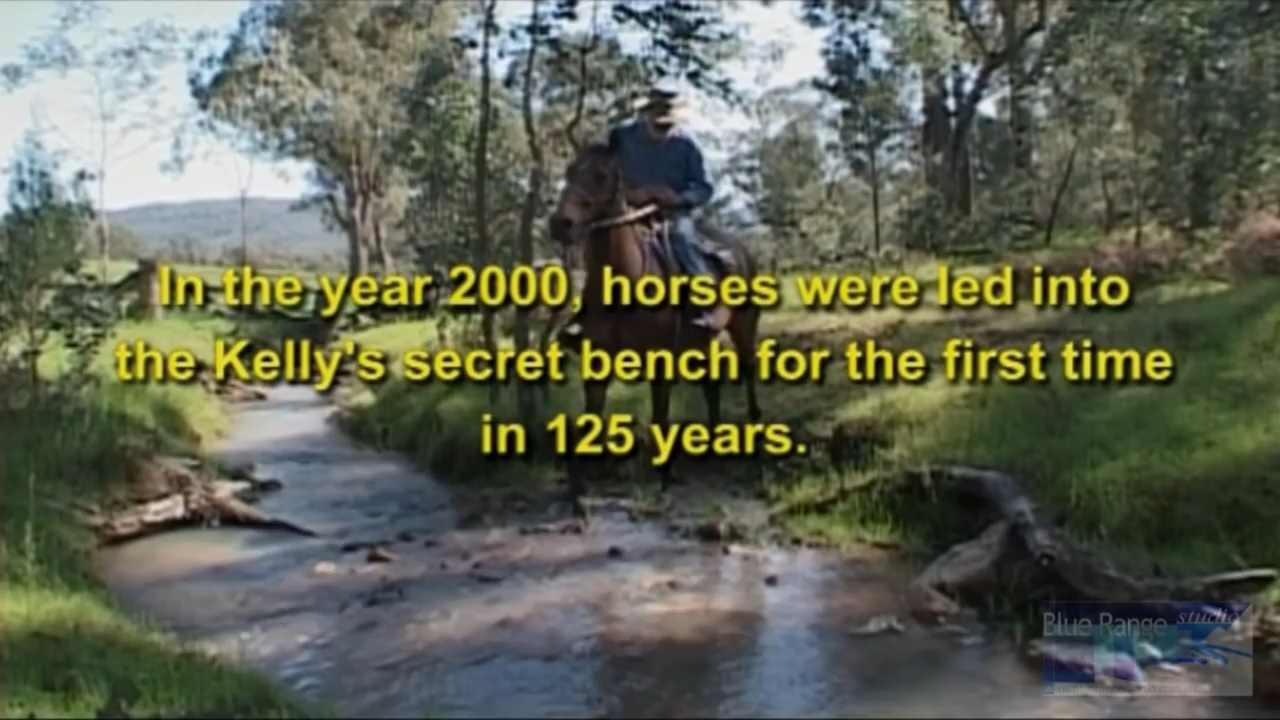 In the year 2000, horses were led into
the Kelly's secret bench for the first time
in 125 years.
Blue Range studio